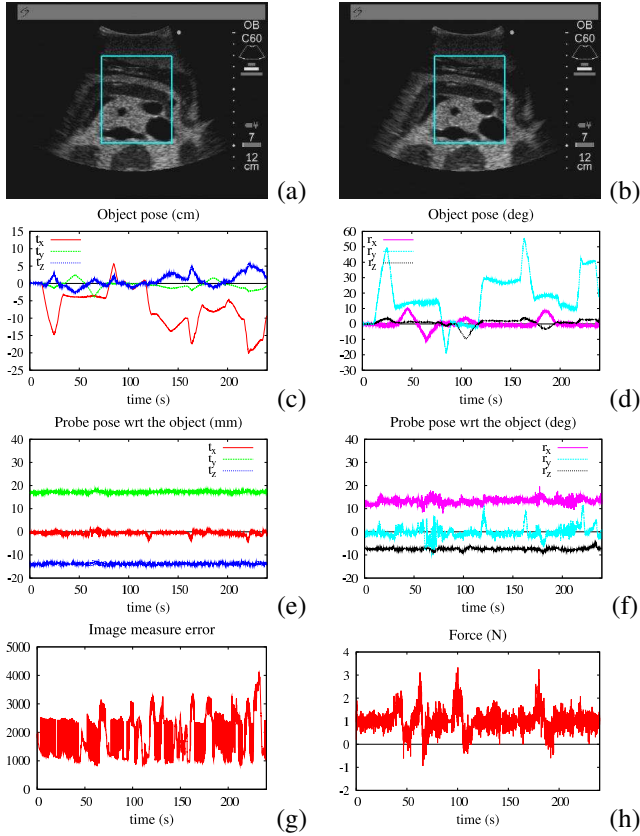 OB
C60
7
12
cm
(a)
OB
C60
7
12
cm
(b)
Object pose (cm)
15
10
5
0
-5
-10
-15
-20
-25
tx
ty
tz
0 50 100 150 200
time (s)
(c)
Object pose (deg)
60
50
40
30
20
10
0
-10
-20
-30
rx
ry
rz
0 50 100 150 200
time (s)
(d)
Probe pose wrt the object (mm)
40
30
20
10
0
-10
-20
tx
ty
tz
0 50 100 150 200
time (s)
(e)
Probe pose wrt the object (deg)
40
30
20
10
0
-10
-20
rx
ry
rz
0 50 100 150 200
time (s)
(f)
Image measure error
5000
4000
3000
2000
1000
0
0 50 100 150 200
time (s)
(g)
Force (N)
4
3
2
1
0
-1
-2
0 50 100 150 200
time (s)
(h)